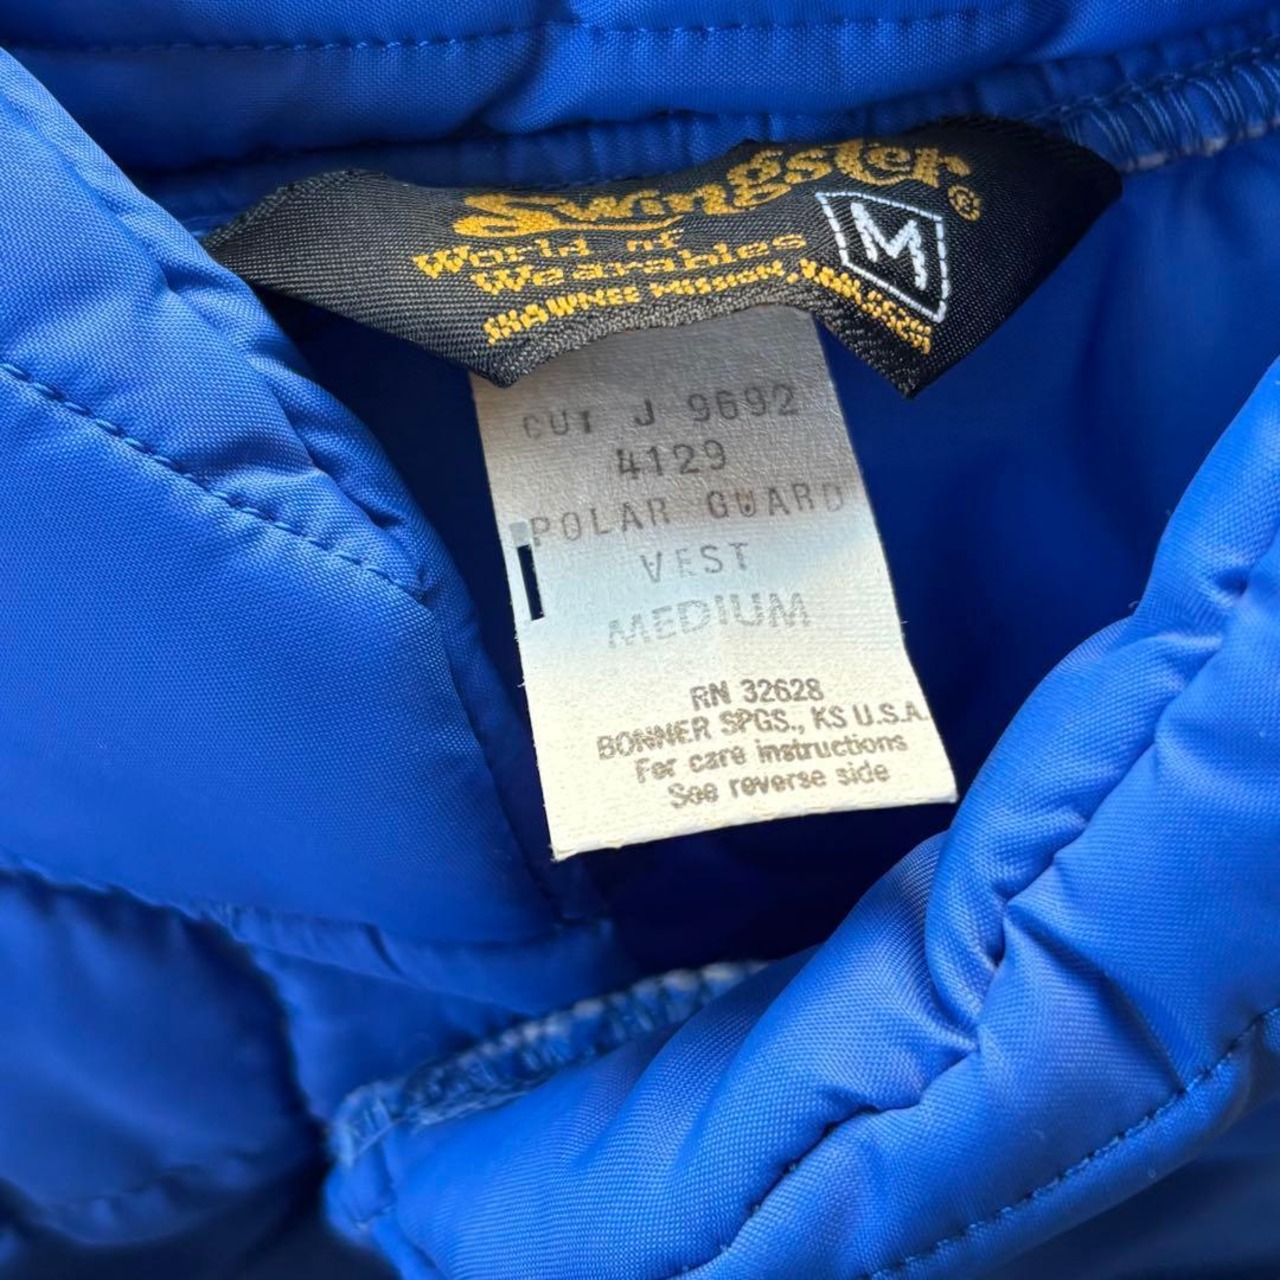 Swingster®
World of
Wearables
M
SHAWNEE MISSION, KANSAS
CUT J 9692
4129
POLAR GUARD
VEST
MEDIUM
RN 32628
BONNER SPGS., KS U.S.A.
For care instructions
See reverse side